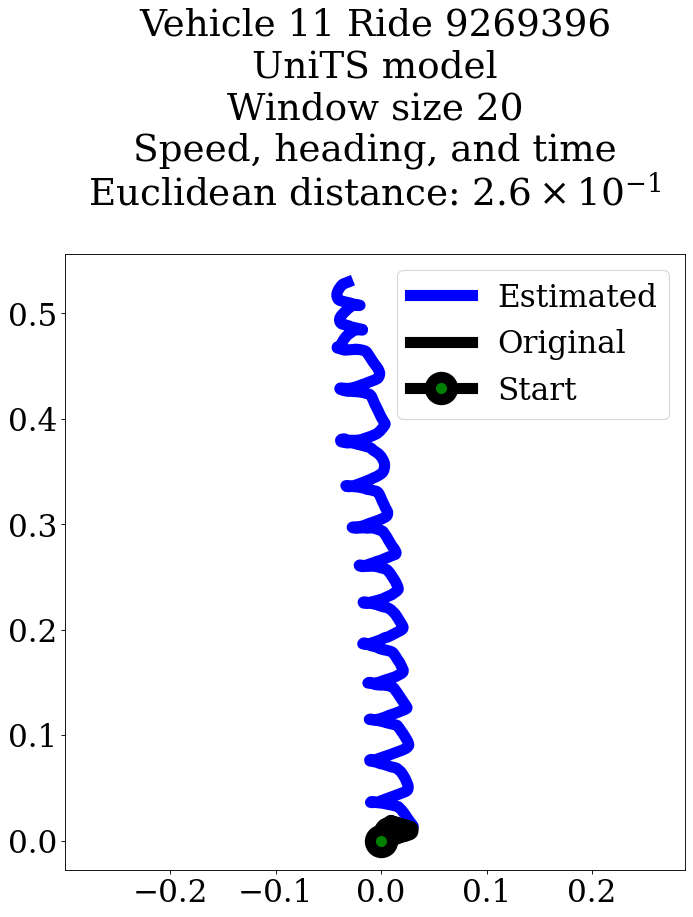 Vehicle 11 Ride 9269396
UniTS model
Window size 20
Speed, heading, and time
Euclidean distance: $2.6 \times 10^{-1}$
Estimated
Original
Start
0.5
0.4
0.3
0.2
0.1
0.0
−0.2 −0.1 0.0 0.1 0.2